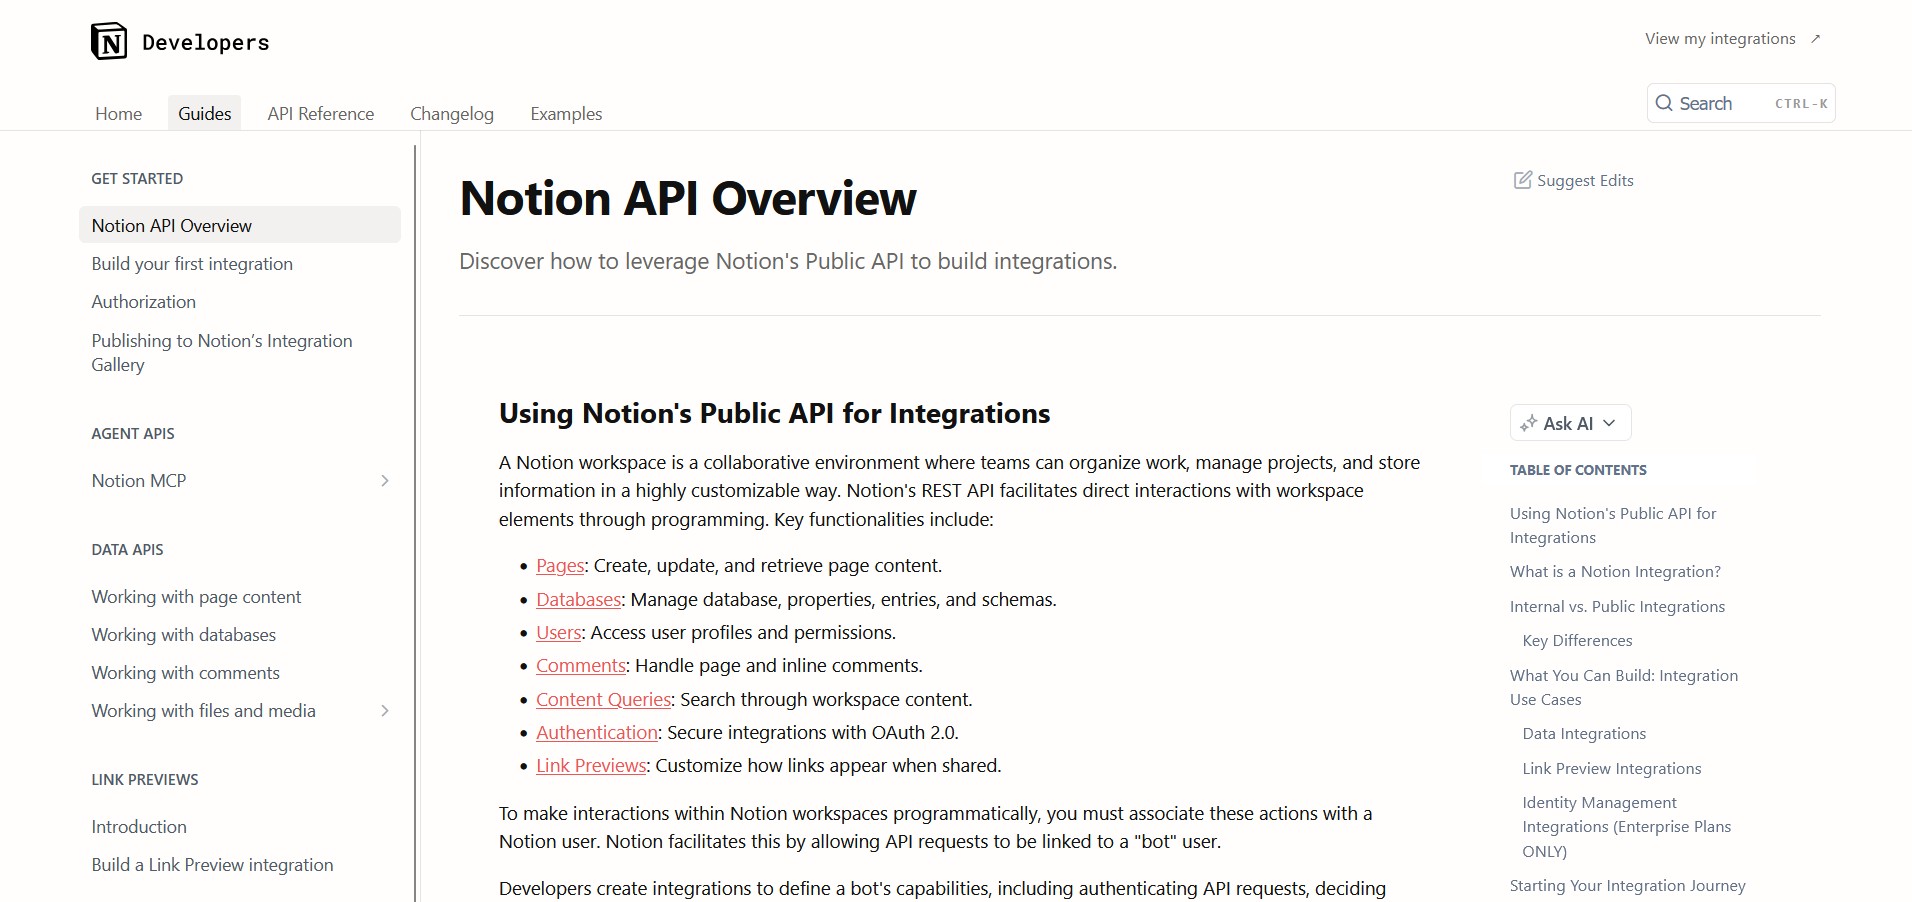 N Developers
View my integrations ↗
Home Guides API Reference Changelog Examples
Search CTRL-K
GET STARTED
Notion API Overview
Build your first integration
Authorization
Publishing to Notion’s Integration
Gallery
AGENT APIS
Notion MCP
DATA APIS
Working with page content
Working with databases
Working with comments
Working with files and media
LINK PREVIEWS
Introduction
Build a Link Preview integration
Notion API Overview
Suggest Edits
Discover how to leverage Notion's Public API to build integrations.
Using Notion's Public API for Integrations
A Notion workspace is a collaborative environment where teams can organize work, manage projects, and store
information in a highly customizable way. Notion's REST API facilitates direct interactions with workspace
elements through programming. Key functionalities include:
• Pages: Create, update, and retrieve page content.
• Databases: Manage database, properties, entries, and schemas.
• Users: Access user profiles and permissions.
• Comments: Handle page and inline comments.
• Content Queries: Search through workspace content.
• Authentication: Secure integrations with OAuth 2.0.
• Link Previews: Customize how links appear when shared.
To make interactions within Notion workspaces programmatically, you must associate these actions with a
Notion user. Notion facilitates this by allowing API requests to be linked to a "bot" user.
Developers create integrations to define a bot's capabilities, including authenticating API requests, deciding
Ask AI
TABLE OF CONTENTS
Using Notion's Public API for
Integrations
What is a Notion Integration?
Internal vs. Public Integrations
Key Differences
What You Can Build: Integration
Use Cases
Data Integrations
Link Preview Integrations
Identity Management
Integrations (Enterprise Plans
ONLY)
Starting Your Integration Journey